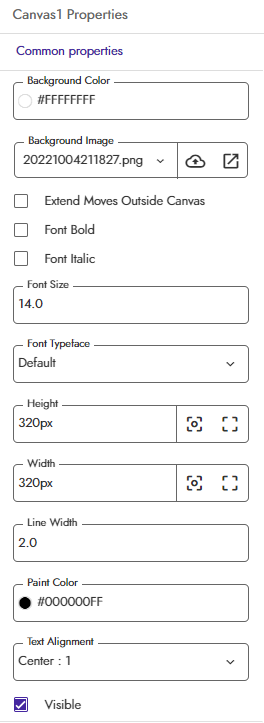 Canvas1 Properties
Common properties
Background Color
#FFFFFFFF
Background Image
20221004211827.png
Extend Moves Outside Canvas
Font Bold
Font Italic
Font Size
14.0
Font Typeface
Default
Height
320px
Width
320px
Line Width
2.0
Paint Color
#000000FF
Text Alignment
Center : 1
Visible